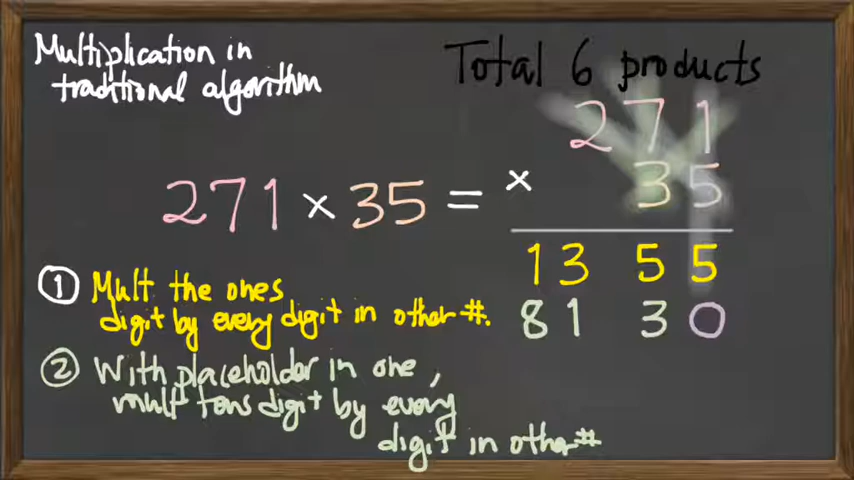 Multiplication in
traditional algorithm
Total 6 products
271
× 35
271 × 35 =
1355
8130
① Mult the ones
digit by every digit in other #.
② With placeholder in one,
mult tens digit by every
digit in other #